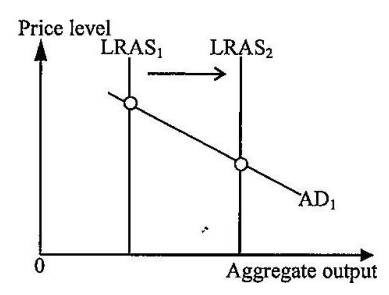 Price level
LRAS₁ LRAS₂
AD₁
0 Aggregate output